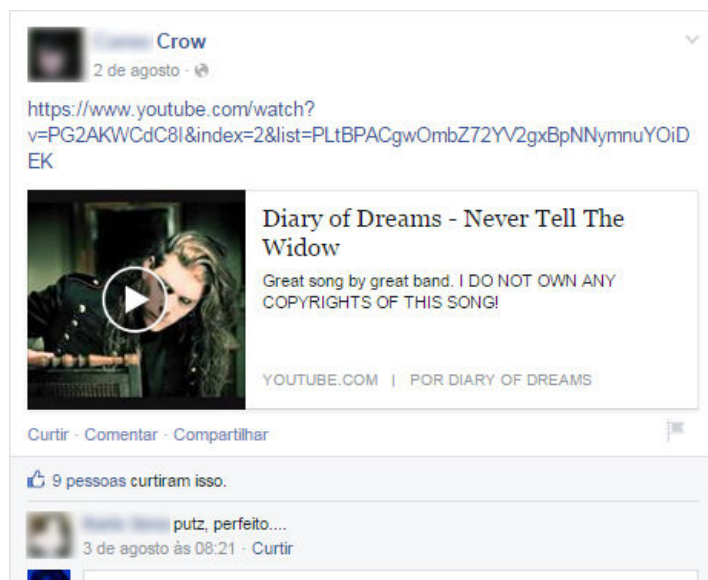 Crow
2 de agosto ·
https://www.youtube.com/watch?
v=PG2AKWCdC8I&index=2&list=PLtBPACgwOmbZ72YV2gxBpNNymnuYOiD
EK
Diary of Dreams - Never Tell The
Widow
Great song by great band. I DO NOT OWN ANY
COPYRIGHTS OF THIS SONG!
YOUTUBE.COM | POR DIARY OF DREAMS
Curtir · Comentar · Compartilhar
9 pessoas curtiram isso.
putz, perfeito....
3 de agosto às 08:21 · Curtir